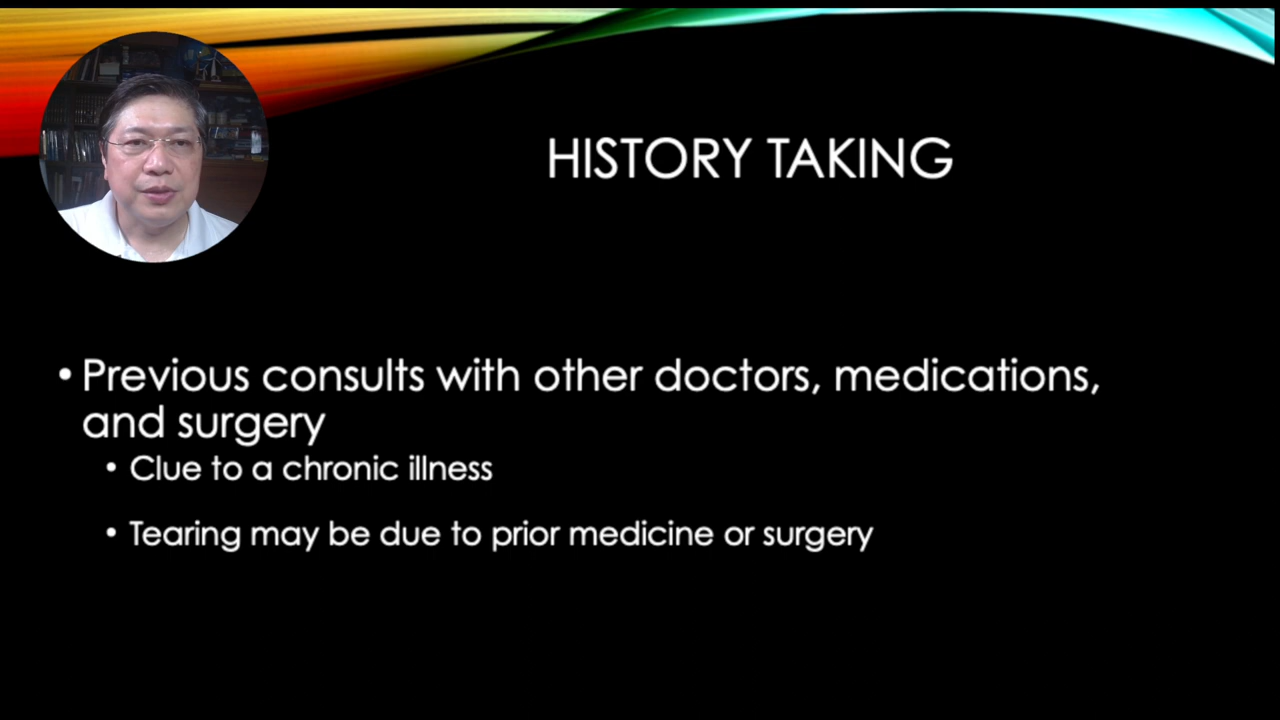 HISTORY TAKING
• Previous consults with other doctors, medications,
and surgery
• Clue to a chronic illness
• Tearing may be due to prior medicine or surgery